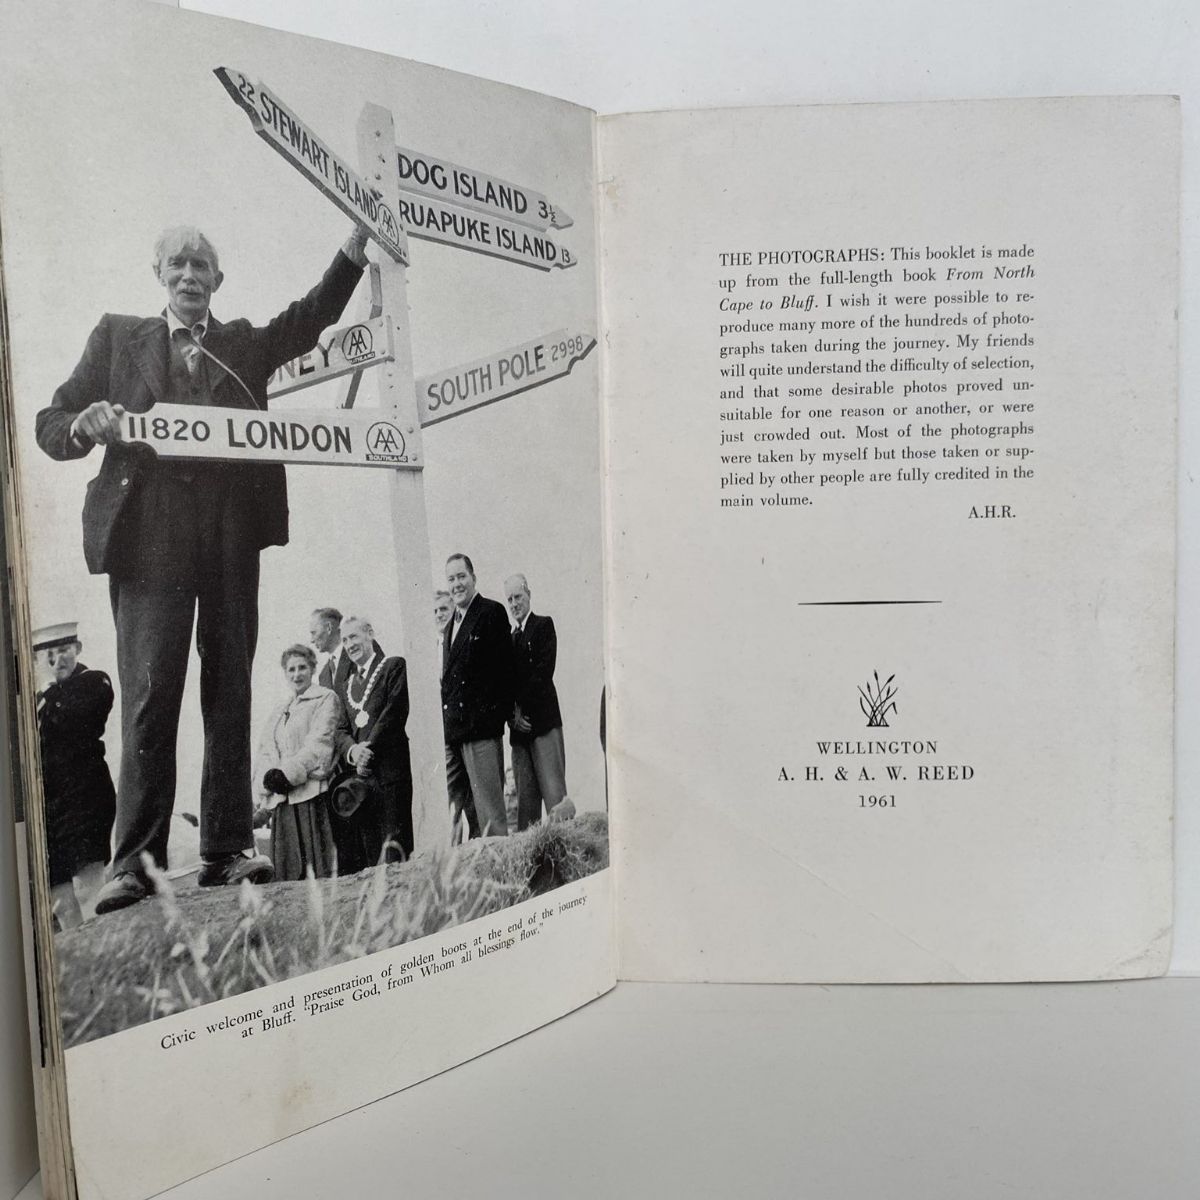 22 STEWART ISLAND AA
DOG ISLAND 3½
RUAPUKE ISLAND 13
NEY AA
SOUTHLAND
SOUTH POLE 2998
11820 LONDON AA
SOUTHLAND
Civic welcome and presentation of golden boots at the end of the journey
at Bluff. “Praise God, from Whom all blessings flow.”
THE PHOTOGRAPHS: This booklet is made
up from the full-length book From North
Cape to Bluff. I wish it were possible to re-
produce many more of the hundreds of photo-
graphs taken during the journey. My friends
will quite understand the difficulty of selection,
and that some desirable photos proved un-
suitable for one reason or another, or were
just crowded out. Most of the photographs
were taken by myself but those taken or sup-
plied by other people are fully credited in the
main volume.
A.H.R.
WELLINGTON
A. H. & A. W. REED
1961